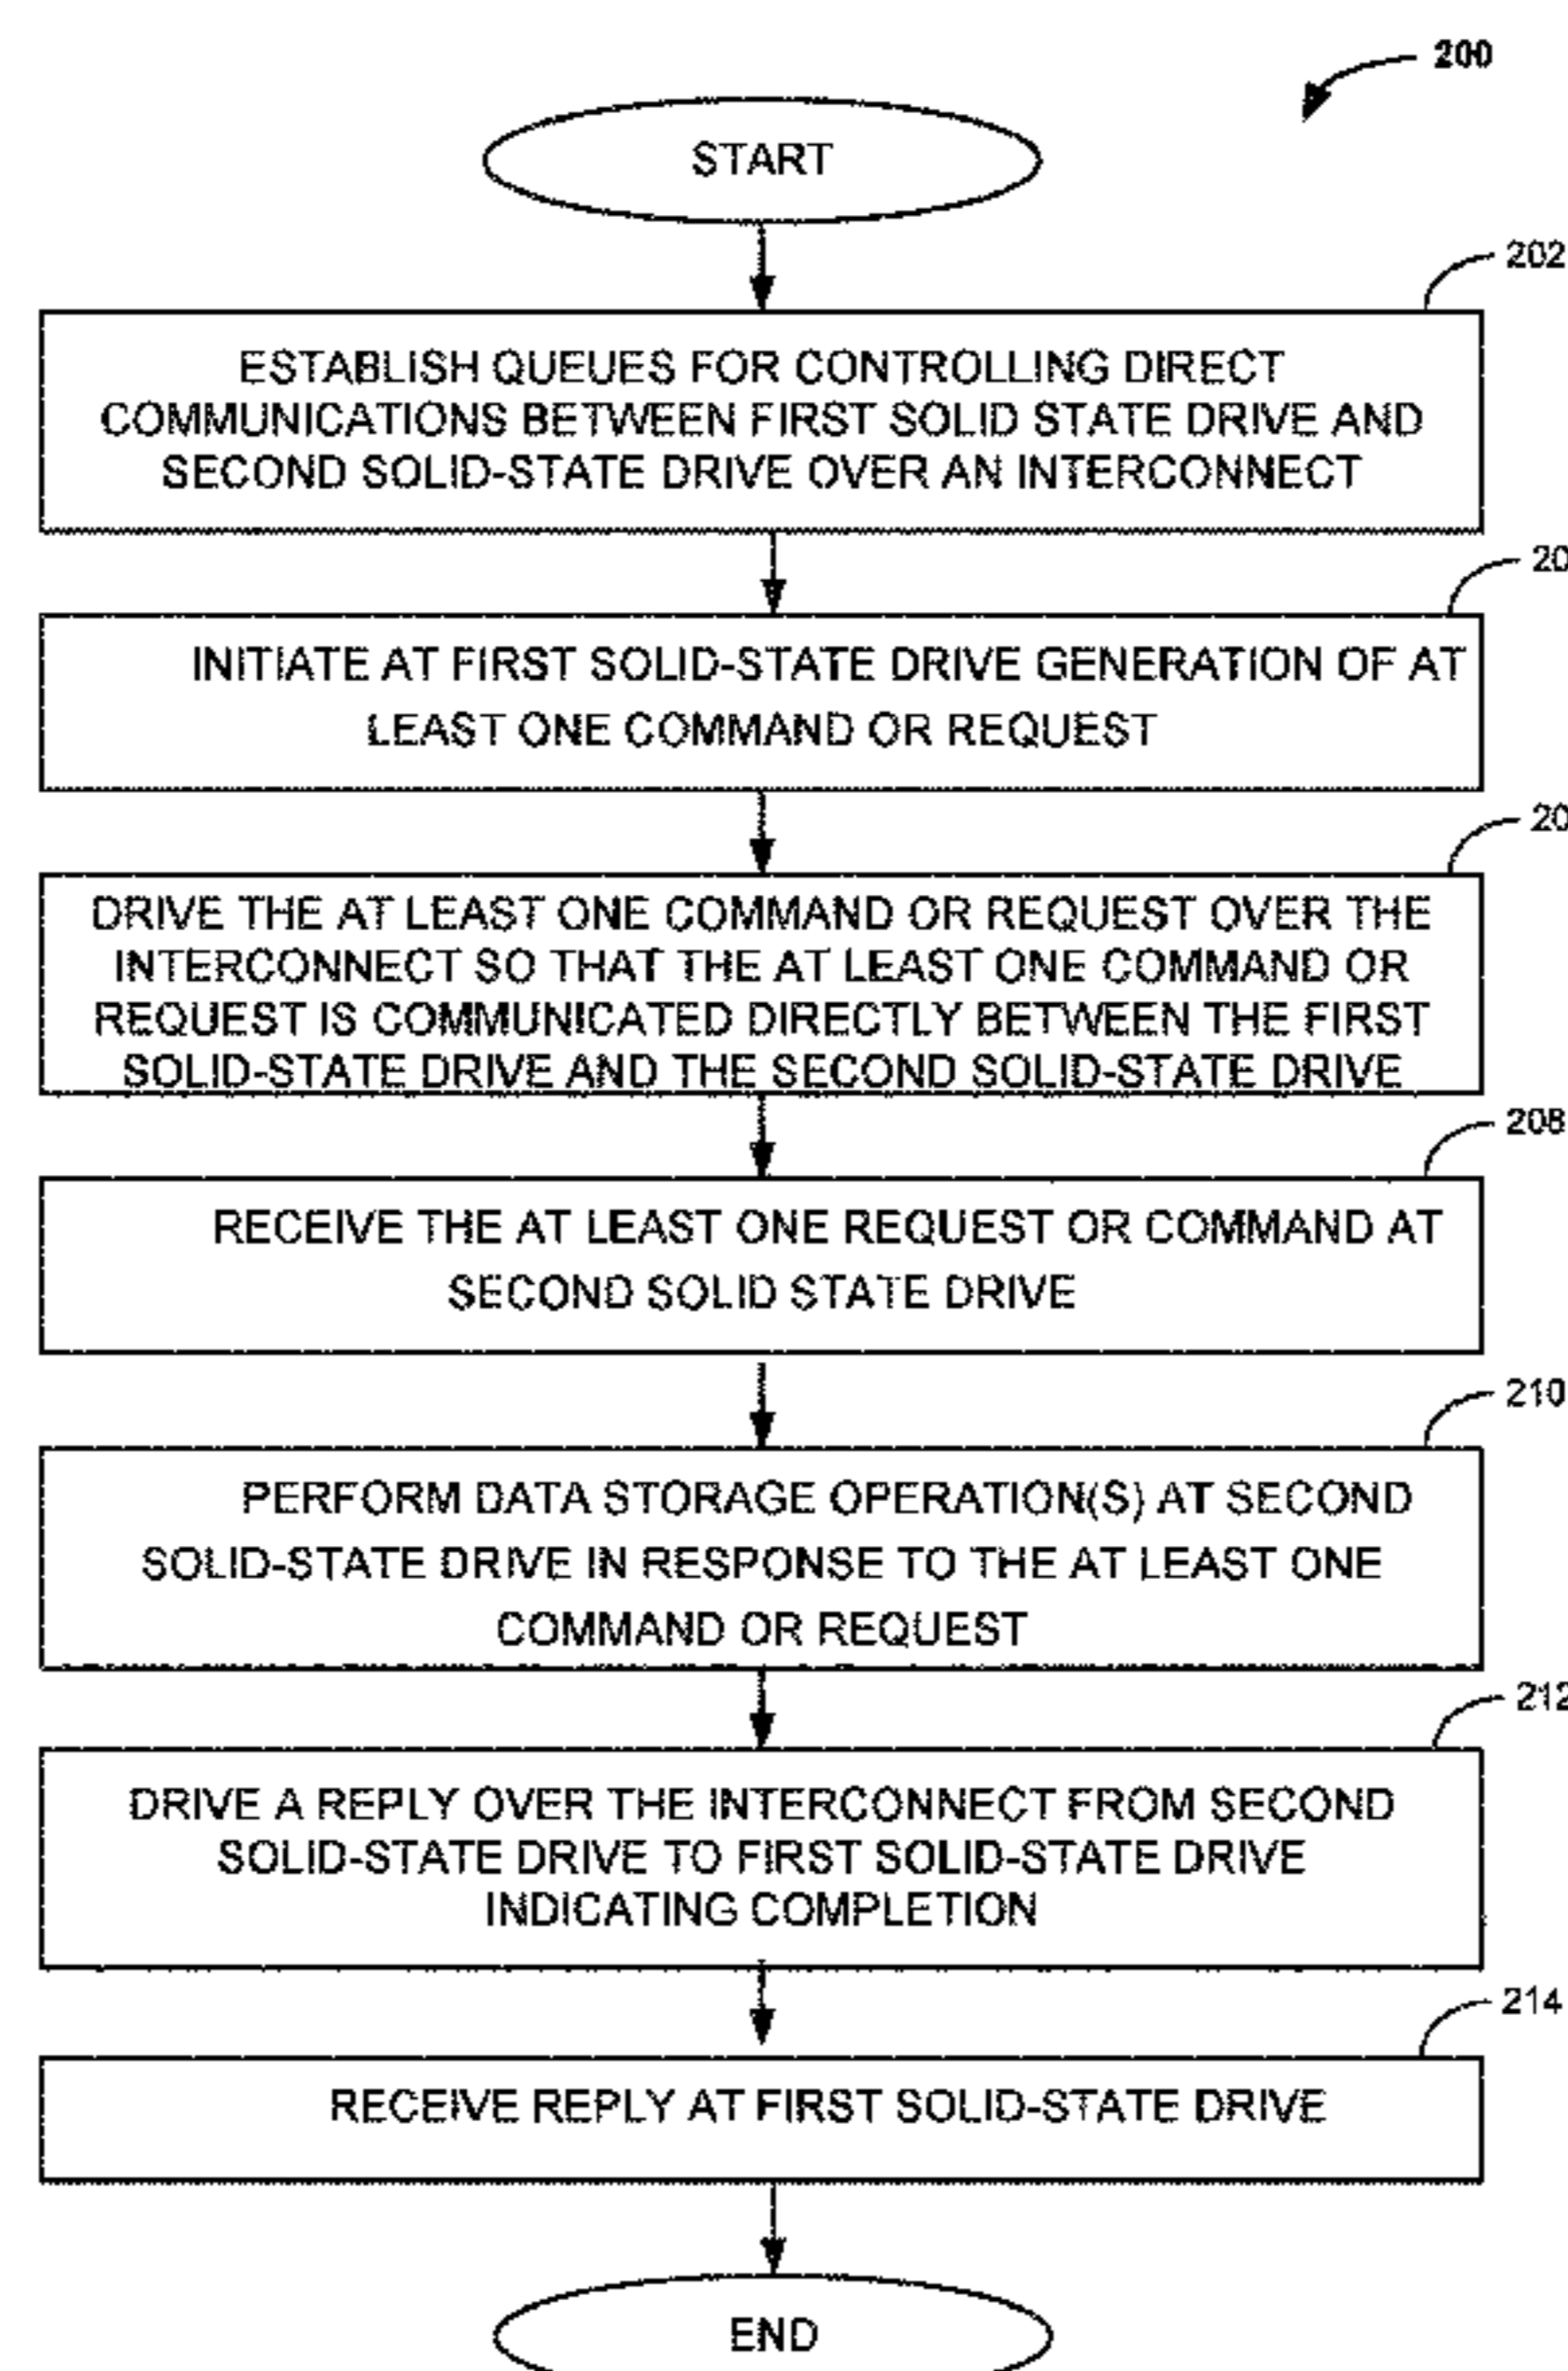 200
START
202
ESTABLISH QUEUES FOR CONTROLLING DIRECT
COMMUNICATIONS BETWEEN FIRST SOLID STATE DRIVE AND
SECOND SOLID-STATE DRIVE OVER AN INTERCONNECT
20
INITIATE AT FIRST SOLID-STATE DRIVE GENERATION OF AT
LEAST ONE COMMAND OR REQUEST
20
DRIVE THE AT LEAST ONE COMMAND OR REQUEST OVER THE
INTERCONNECT SO THAT THE AT LEAST ONE COMMAND OR
REQUEST IS COMMUNICATED DIRECTLY BETWEEN THE FIRST
SOLID-STATE DRIVE AND THE SECOND SOLID-STATE DRIVE
208
RECEIVE THE AT LEAST ONE REQUEST OR COMMAND AT
SECOND SOLID STATE DRIVE
210
PERFORM DATA STORAGE OPERATION(S) AT SECOND
SOLID-STATE DRIVE IN RESPONSE TO THE AT LEAST ONE
COMMAND OR REQUEST
212
DRIVE A REPLY OVER THE INTERCONNECT FROM SECOND
SOLID-STATE DRIVE TO FIRST SOLID-STATE DRIVE
INDICATING COMPLETION
214
RECEIVE REPLY AT FIRST SOLID-STATE DRIVE
END